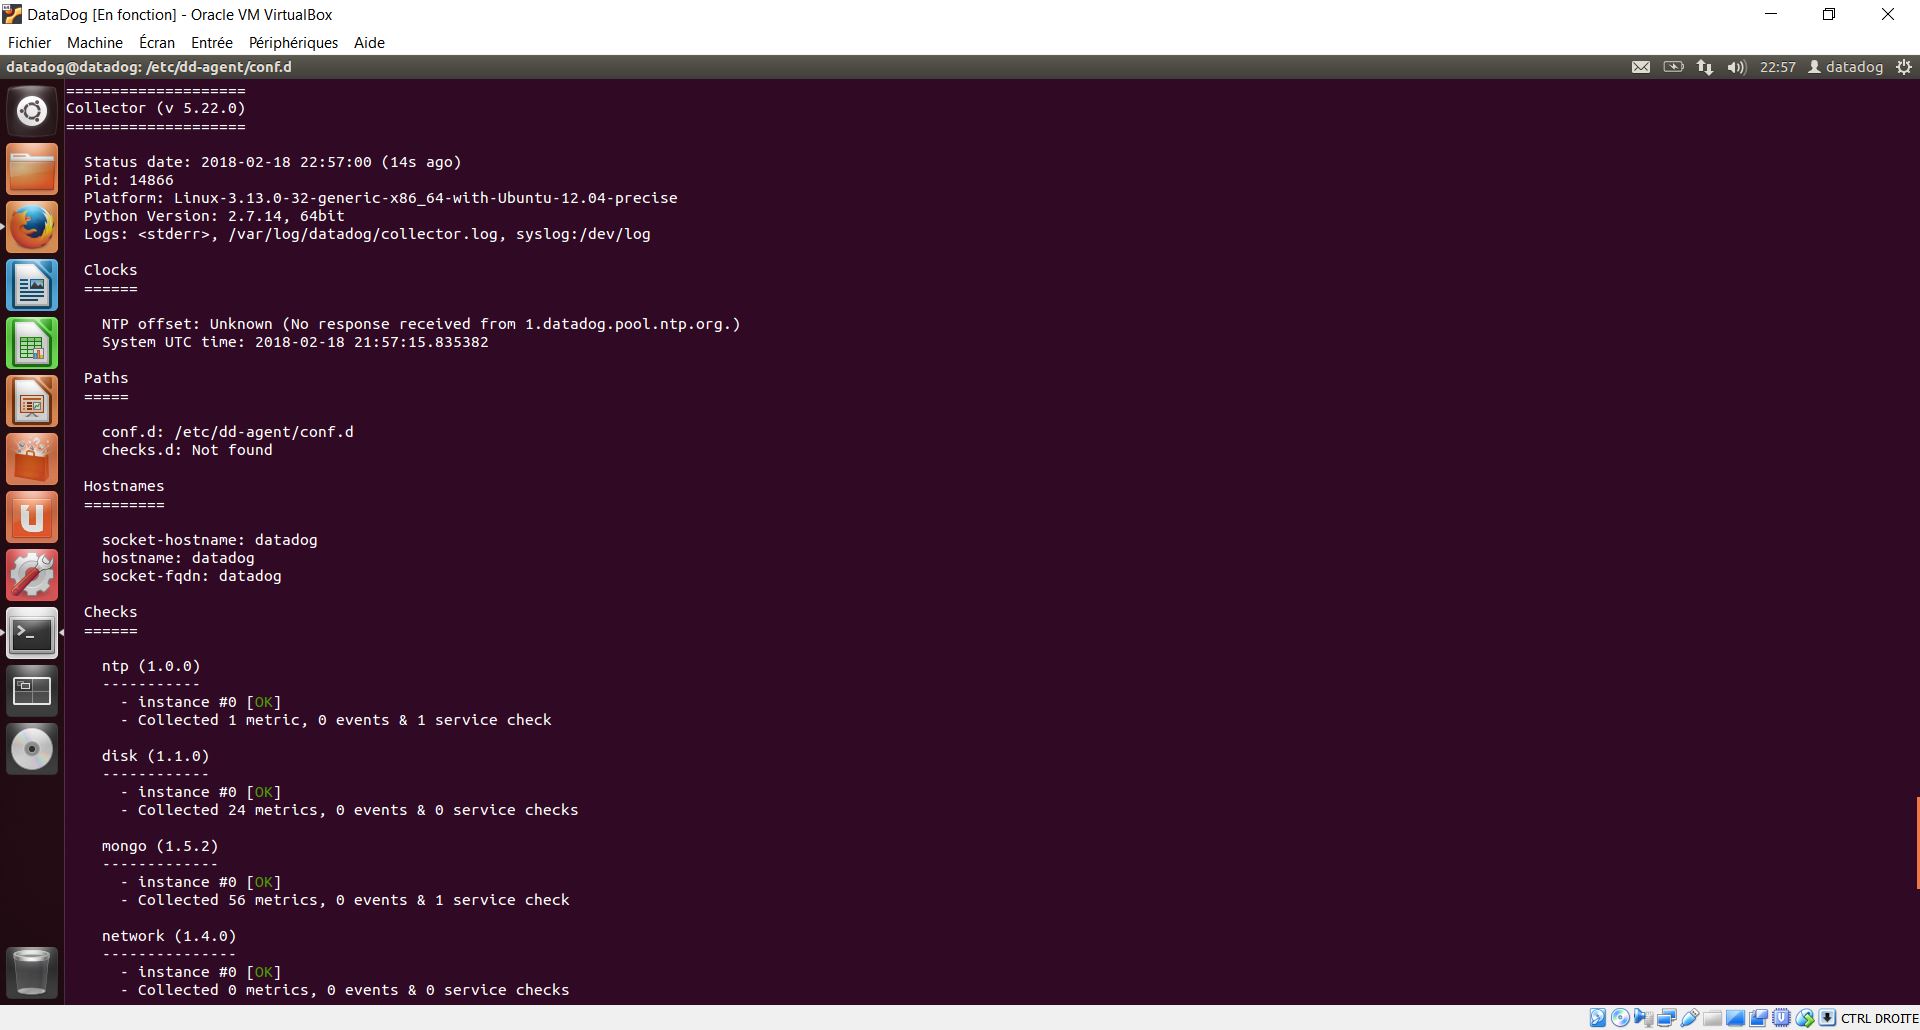 DataDog [En fonction] - Oracle VM VirtualBox
Fichier Machine Écran Entrée Périphériques Aide
datadog@datadog: /etc/dd-agent/conf.d 22:57 datadog
====================
Collector (v 5.22.0)
====================
Status date: 2018-02-18 22:57:00 (14s ago)
Pid: 14866
Platform: Linux-3.13.0-32-generic-x86_64-with-Ubuntu-12.04-precise
Python Version: 2.7.14, 64bit
Logs: <stderr>, /var/log/datadog/collector.log, syslog:/dev/log
Clocks
======
NTP offset: Unknown (No response received from 1.datadog.pool.ntp.org.)
System UTC time: 2018-02-18 21:57:15.835382
Paths
=====
conf.d: /etc/dd-agent/conf.d
checks.d: Not found
Hostnames
=========
socket-hostname: datadog
hostname: datadog
socket-fqdn: datadog
Checks
======
ntp (1.0.0)
-----------
- instance #0 [OK]
- Collected 1 metric, 0 events & 1 service check
disk (1.1.0)
------------
- instance #0 [OK]
- Collected 24 metrics, 0 events & 0 service checks
mongo (1.5.2)
-------------
- instance #0 [OK]
- Collected 56 metrics, 0 events & 1 service check
network (1.4.0)
---------------
- instance #0 [OK]
- Collected 0 metrics, 0 events & 0 service checks
CTRL DROITE